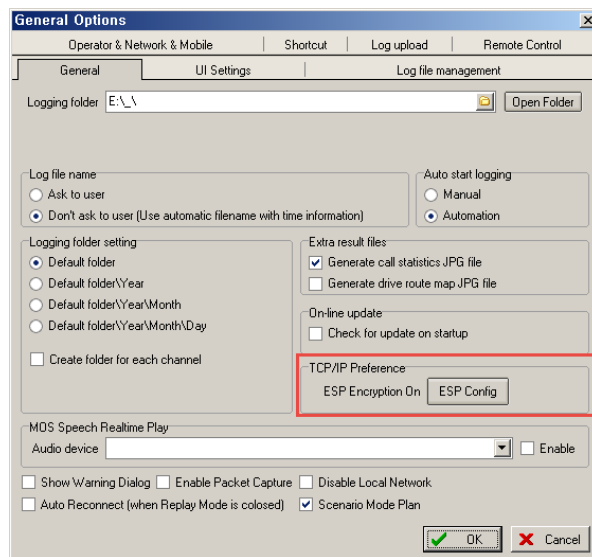 General Options
Operator & Network & Mobile Shortcut Log upload Remote Control
General UI Settings Log file management
Logging folder E:\_\ Open Folder
Log file name Auto start logging
Ask to user Manual
Don't ask to user (Use automatic filename with time information) Automation
Logging folder setting Extra result files
Default folder Generate call statistics JPG file
Default folder\Year Generate drive route map JPG file
Default folder\Year\Month
On-line update
Default folder\Year\Month\Day Check for update on startup
Create folder for each channel
TCP/IP Preference
ESP Encryption On ESP Config
MOS Speech Realtime Play
Audio device Enable
Show Warning Dialog Enable Packet Capture Disable Local Network
Auto Reconnect (when Replay Mode is colosed) Scenario Mode Plan
OK Cancel